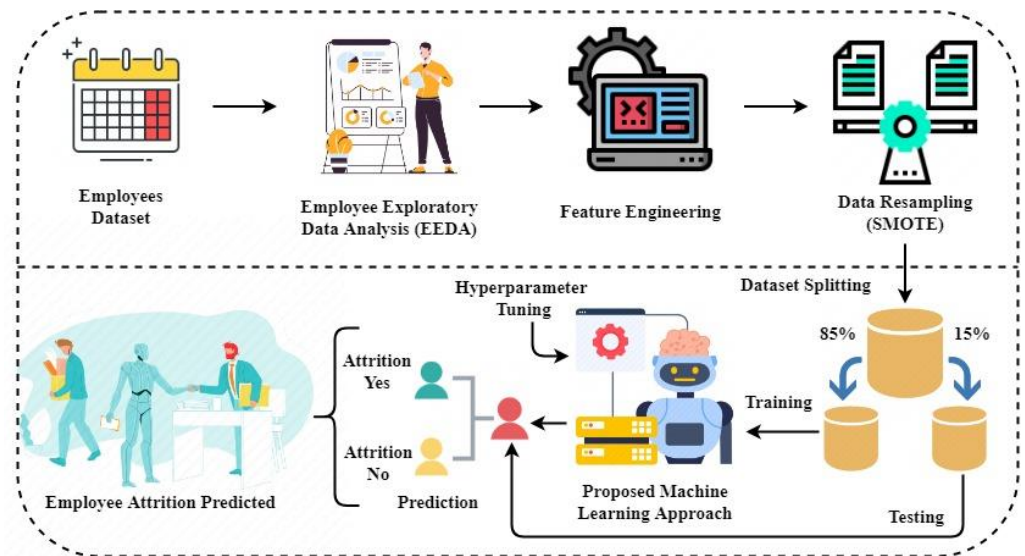 Employees
Dataset
Employee Exploratory
Data Analysis (EEDA)
Feature Engineering
Data Resampling
(SMOTE)
Hyperparameter
Tuning
Dataset Splitting
85%
15%
Attrition
Yes
Training
Attrition
No
Employee Attrition Predicted
Prediction
Proposed Machine
Learning Approach
Testing